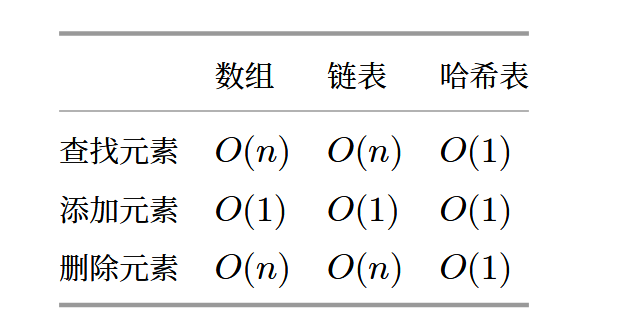 数组 链表 哈希表
查找元素 O(n) O(n) O(1)
添加元素 O(1) O(1) O(1)
删除元素 O(n) O(n) O(1)